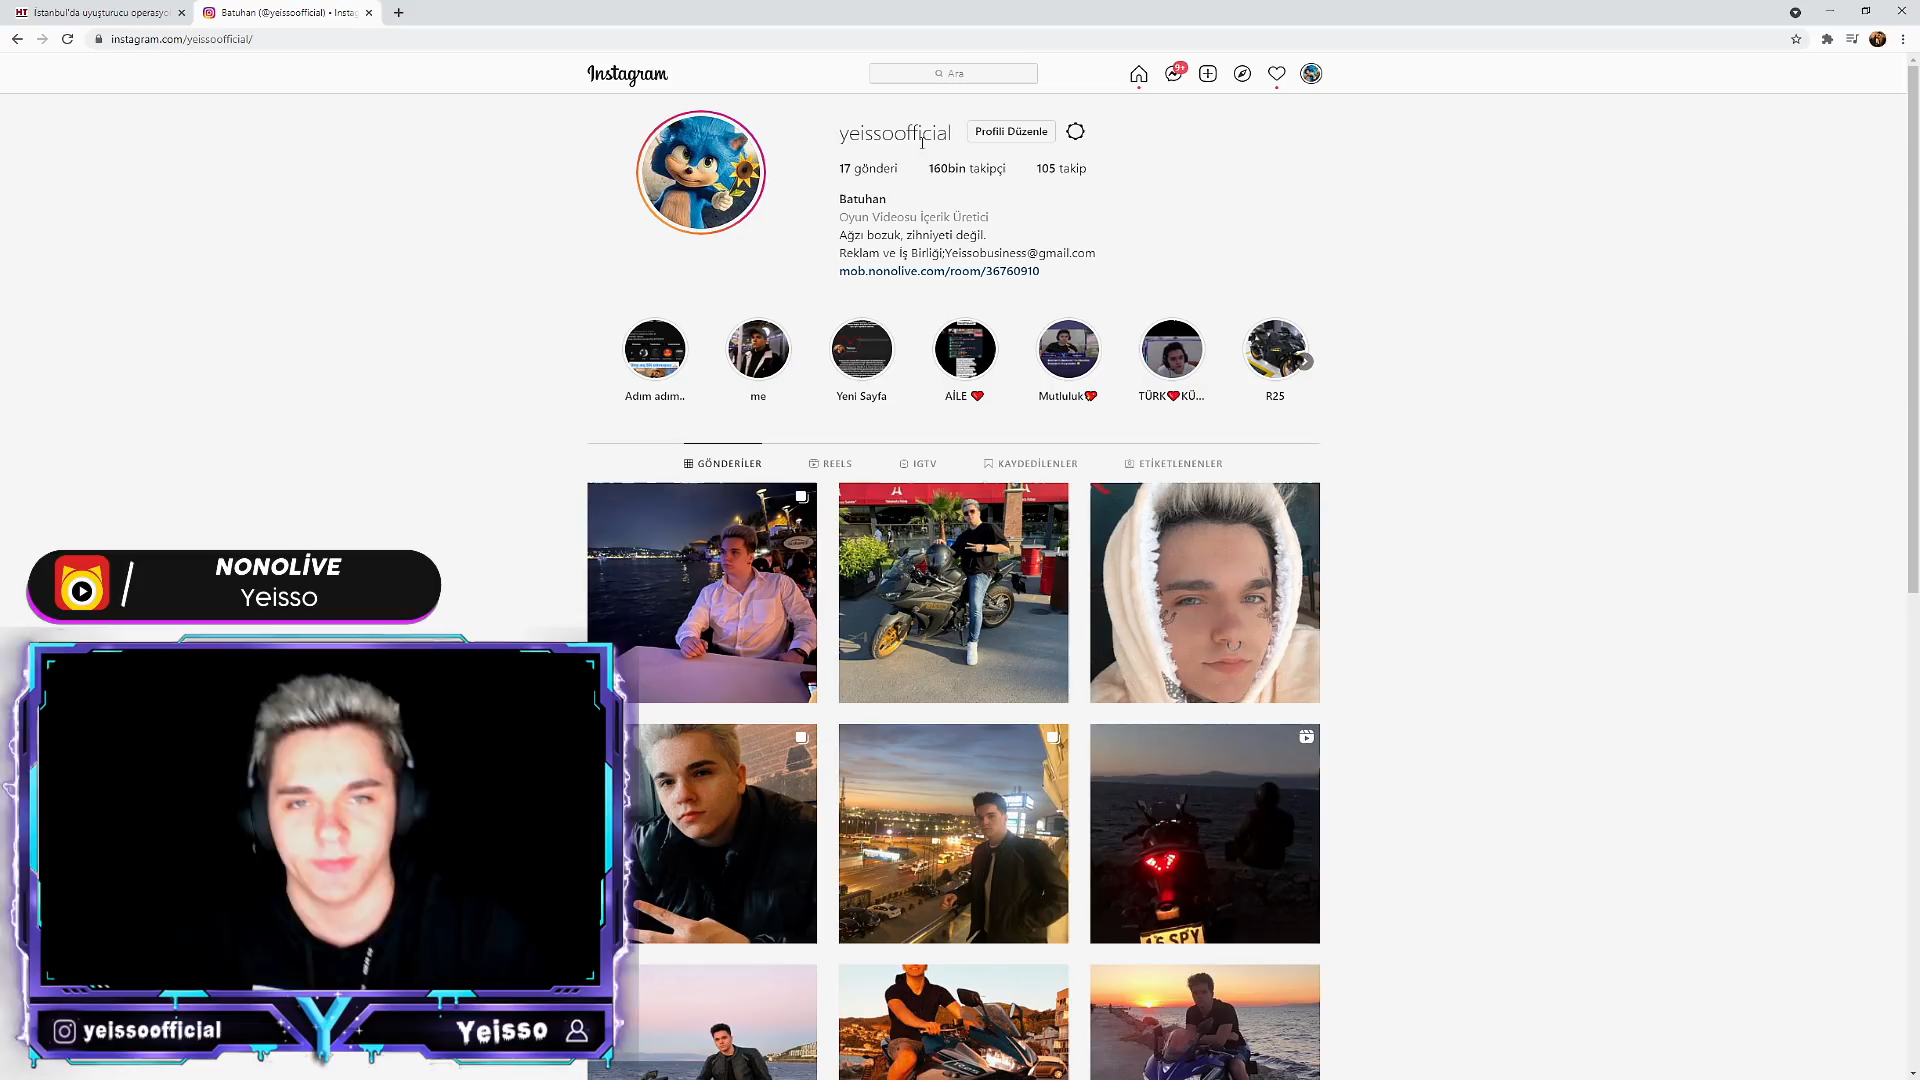 İstanbul'da uyuşturucu operasyo
Batuhan (@yeissoofficial) • Instag
instagram.com/yeissoofficial/
Instagram
Ara
9+
yeissoofficial
Profili Düzenle
17 gönderi
160bin takipçi
105 takip
Batuhan
Oyun Videosu İçerik Üretici
Ağzı bozuk, zihniyeti değil.
Reklam ve İş Birliği;Yeissobusiness@gmail.com
mob.nonolive.com/room/36760910
Adım adım..
me
Yeni Sayfa
AİLE ❤
Mutluluk💖
TÜRK❤KÜ...
R25
GÖNDERİLER
REELS
IGTV
KAYDEDİLENLER
ETİKETLENENLER
NONOLİVE
Yeisso
yeissoofficial
Yeisso